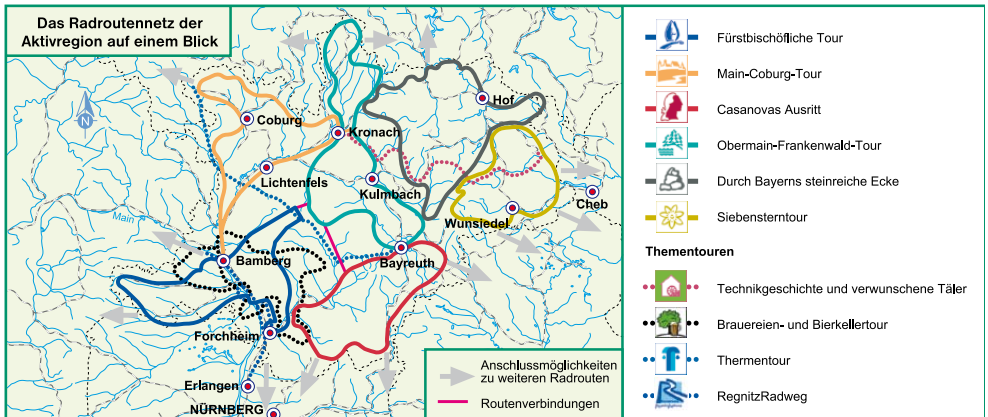 Das Radroutennetz der
Aktivregion auf einem Blick
N
Coburg
Kronach
Hof
Lichtenfels
Kulmbach
Cheb
Wunsiedel
Main
Bamberg
Bayreuth
Forchheim
Erlangen
NÜRNBERG
Anschlussmöglichkeiten
zu weiteren Radrouten
Routenverbindungen
Fürstbischöfliche Tour
Main-Coburg-Tour
Casanovas Ausritt
Obermain-Frankenwald-Tour
Durch Bayerns steinreiche Ecke
Siebensterntour
Thementouren
Technikgeschichte und verwunschene Täler
Brauereien- und Bierkellertour
Thermentour
RegnitzRadweg